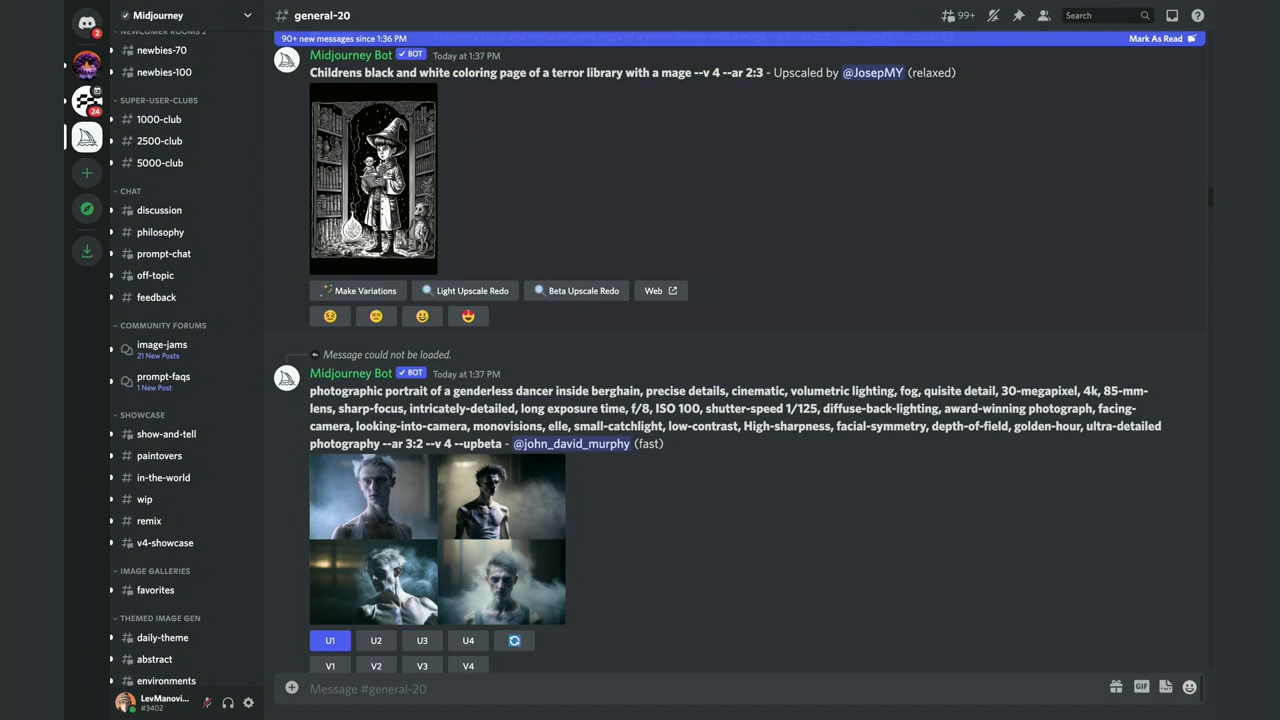 2
24
Midjourney
NEWCOMER ROOMS 2
newbies-70
newbies-100
SUPER-USER-CLUBS
1000-club
2500-club
5000-club
CHAT
discussion
philosophy
prompt-chat
off-topic
feedback
COMMUNITY FORUMS
image-jams
21 New Posts
prompt-faqs
1 New Post
SHOWCASE
show-and-tell
paintovers
in-the-world
wip
remix
v4-showcase
IMAGE GALLERIES
favorites
THEMED IMAGE GEN
daily-theme
abstract
environments
LevManovi...
#3402
general-20
99+
Search
90+ new messages since 1:36 PM
Mark As Read
Midjourney Bot ✓ BOT Today at 1:37 PM
Childrens black and white coloring page of a terror library with a mage --v 4 --ar 2:3 - Upscaled by @JosepMY (relaxed)
Make Variations Light Upscale Redo Beta Upscale Redo Web
Message could not be loaded.
Midjourney Bot ✓ BOT Today at 1:37 PM
photographic portrait of a genderless dancer inside berghain, precise details, cinematic, volumetric lighting, fog, quisite detail, 30-megapixel, 4k, 85-mm-
lens, sharp-focus, intricately-detailed, long exposure time, f/8, ISO 100, shutter-speed 1/125, diffuse-back-lighting, award-winning photograph, facing-
camera, looking-into-camera, monovisions, elle, small-catchlight, low-contrast, High-sharpness, facial-symmetry, depth-of-field, golden-hour, ultra-detailed
photography --ar 3:2 --v 4 --upbeta - @john_david_murphy (fast)
U1 U2 U3 U4
V1 V2 V3 V4
Message #general-20
GIF